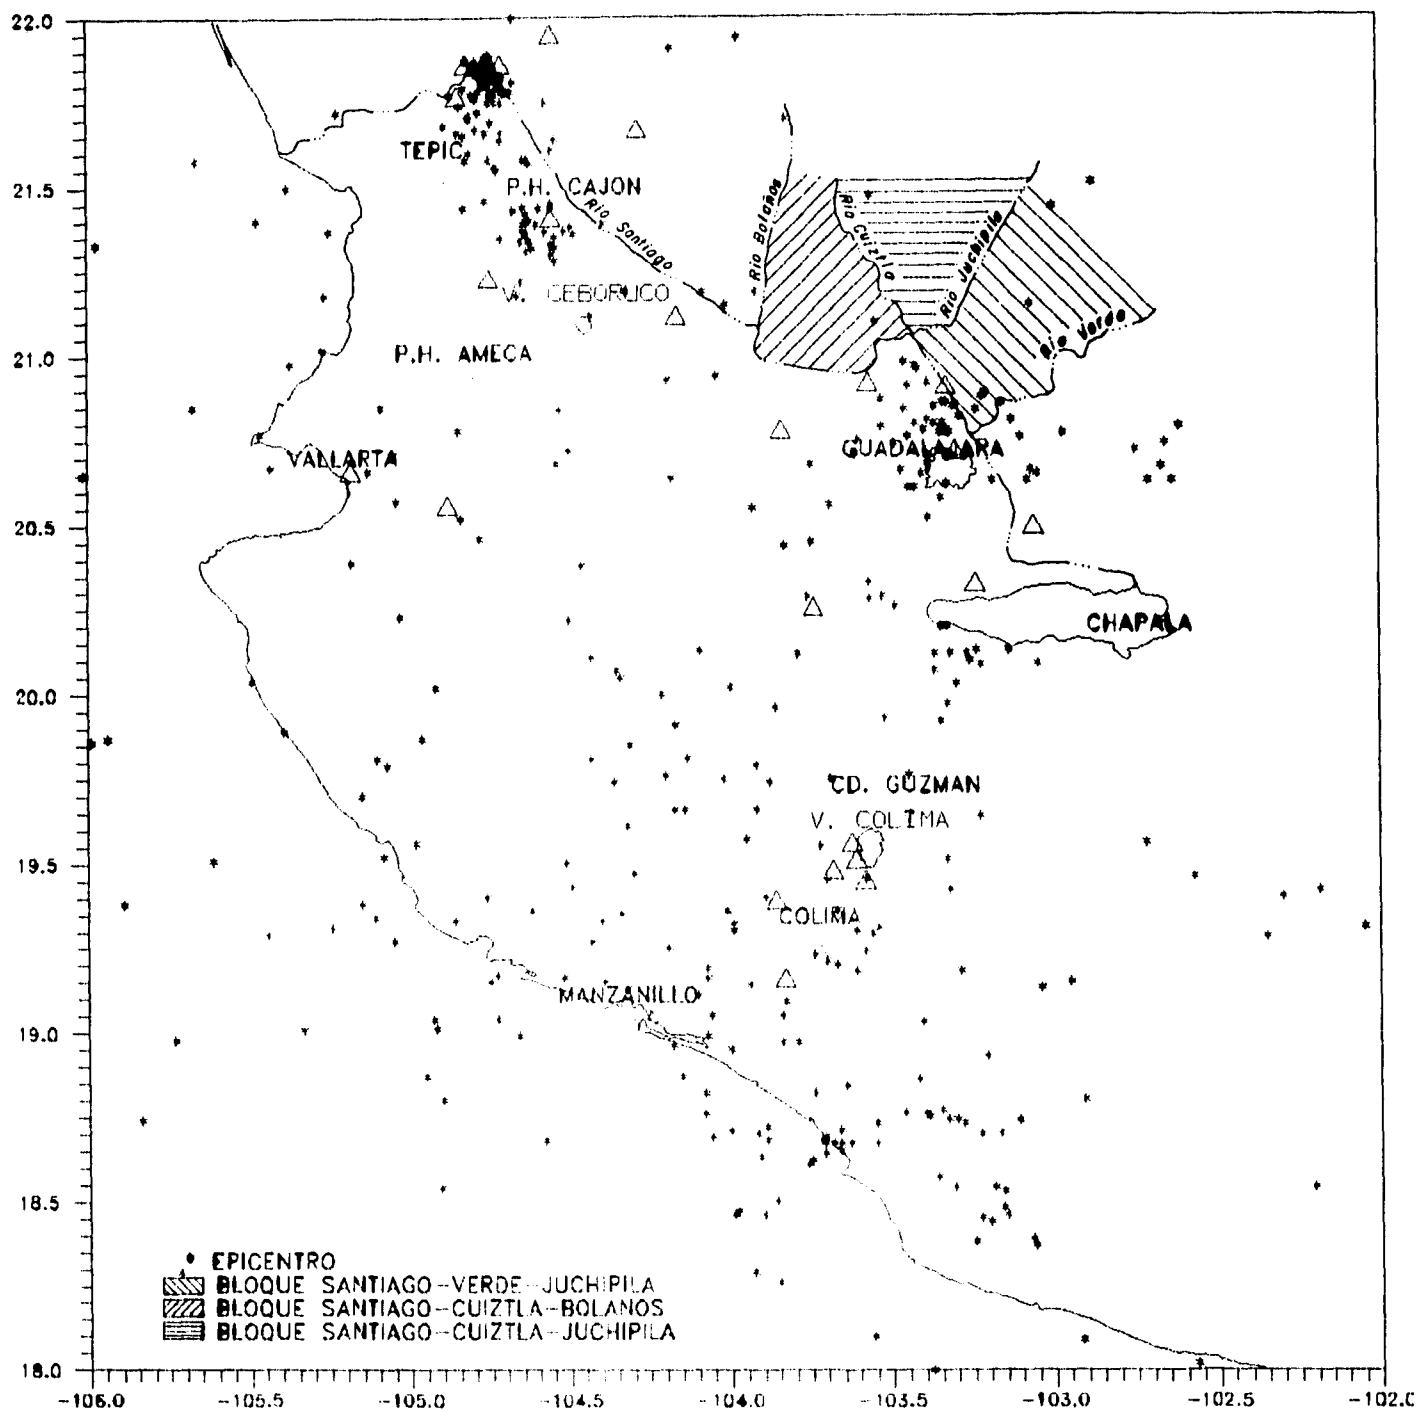 22.0
TEPIC
P.H. CAJON
21.5
Rio Santiago
Rio Bolaños
Rio Cuiztla
Rio Juchipila
Rio Verde
V. CEBORUCO
21.0
P.H. AMECA
VALLARTA
GUADALAJARA
20.5
CHAPALA
20.0
CD. GUZMAN
V. COLIMA
19.5
COLIMA
MANZANILLO
19.0
18.5
EPICENTRO
BLOQUE SANTIAGO-VERDE-JUCHIPILA
BLOQUE SANTIAGO-CUIZTLA-BOLANOS
BLOQUE SANTIAGO-CUIZTLA-JUCHIPILA
18.0
-106.0 -105.5 -105.0 -104.5 -104.0 -103.5 -103.0 -102.5 -102.0